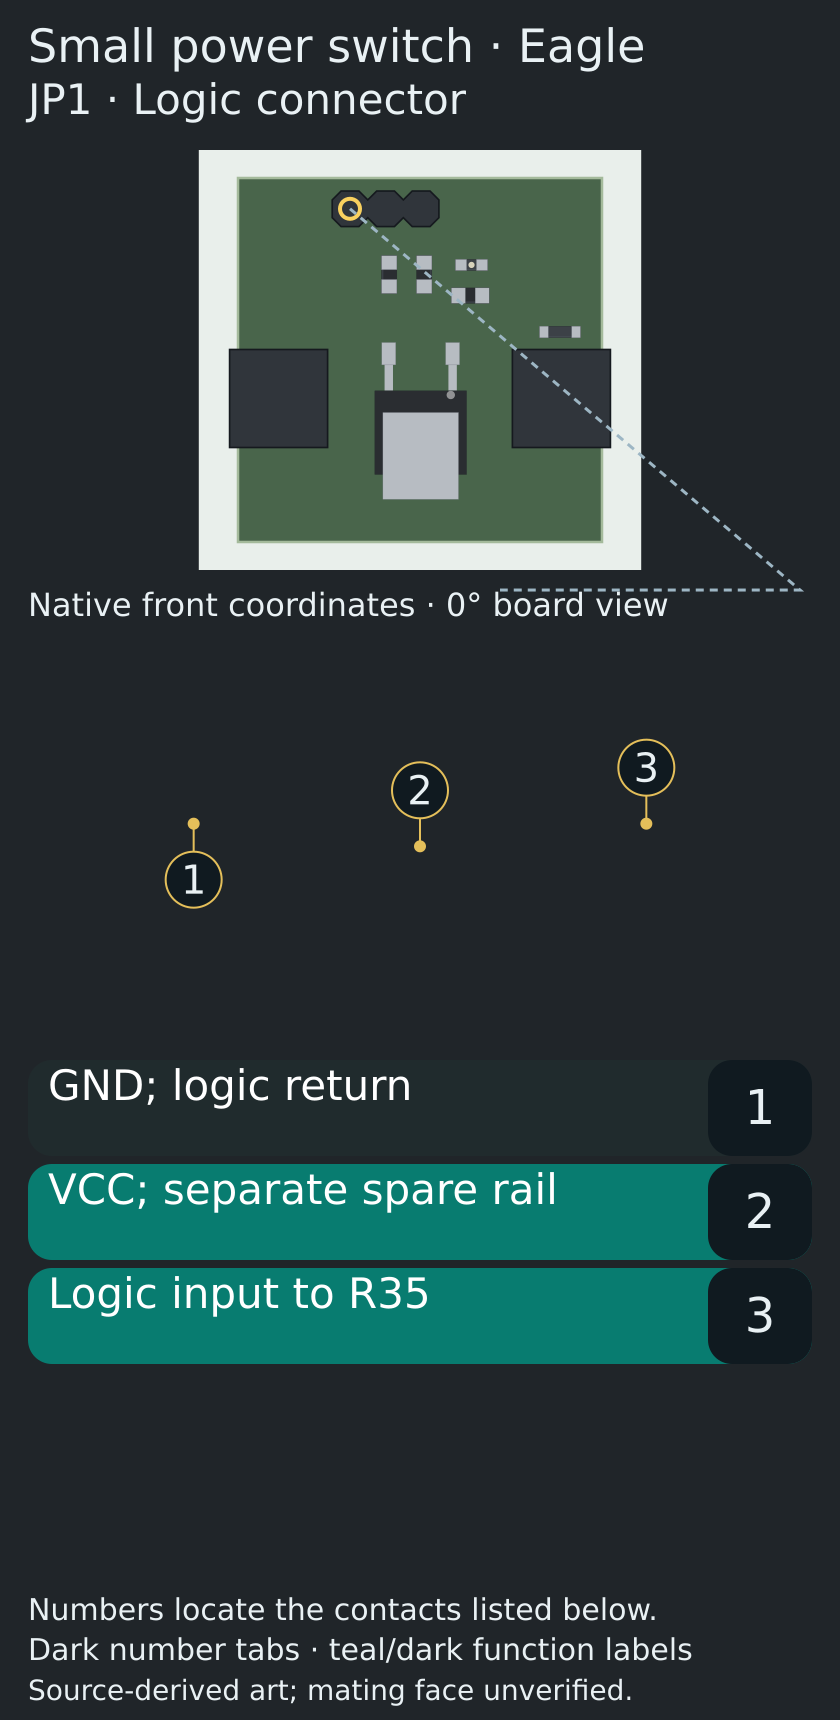 Small power switch · Eagle
JP1 · Logic connector
Native front coordinates · 0° board view
1
2
3
GND; logic return 1
VCC; separate spare rail 2
Logic input to R35 3
Numbers locate the contacts listed below.
Dark number tabs · teal/dark function labels
Source-derived art; mating face unverified.